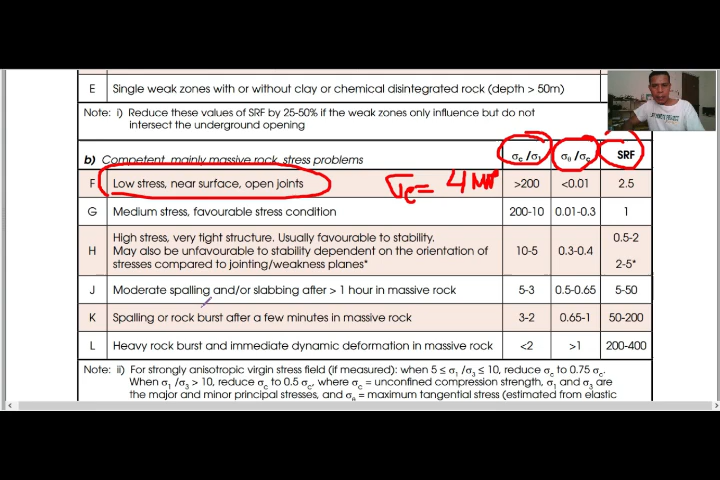 E Single weak zones with or without clay or chemical disintegrated rock (depth > 50m)
Note: i) Reduce these values of SRF by 25-50% if the weak zones only influence but do not
intersect the underground opening
b) Competent, mainly massive rock, stress problems σc /σ1 σθ /σc SRF
F Low stress, near surface, open joints >200 <0.01 2.5
σc = 4 MPa
G Medium stress, favourable stress condition 200-10 0.01-0.3 1
H High stress, very tight structure. Usually favourable to stability. 0.5-2
May also be unfavourable to stability dependent on the orientation of 10-5 0.3-0.4
stresses compared to jointing/weakness planes* 2-5*
J Moderate spalling and/or slabbing after > 1 hour in massive rock 5-3 0.5-0.65 5-50
K Spalling or rock burst after a few minutes in massive rock 3-2 0.65-1 50-200
L Heavy rock burst and immediate dynamic deformation in massive rock <2 >1 200-400
Note: ii) For strongly anisotropic virgin stress field (if measured): when 5 ≤ σ1 /σ3 ≤ 10, reduce σc to 0.75 σc.
When σ1 /σ3 > 10, reduce σc to 0.5 σc, where σc = unconfined compression strength, σ1 and σ3 are
the major and minor principal stresses, and σθ = maximum tangential stress (estimated from elastic